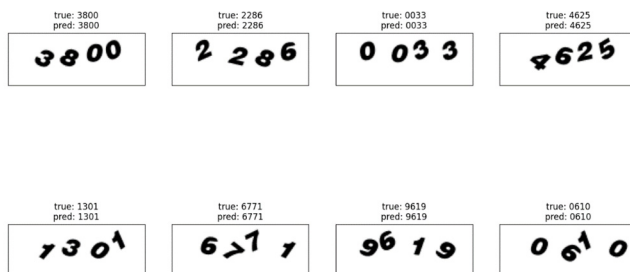 true: 3800 true: 2286 true: 0033 true: 4625
pred: 3800 pred: 2286 pred: 0033 pred: 4625
3800 2286 0033 4625
true: 1301 true: 6771 true: 9619 true: 0610
pred: 1301 pred: 6771 pred: 9619 pred: 0610
1301 6771 9619 0610